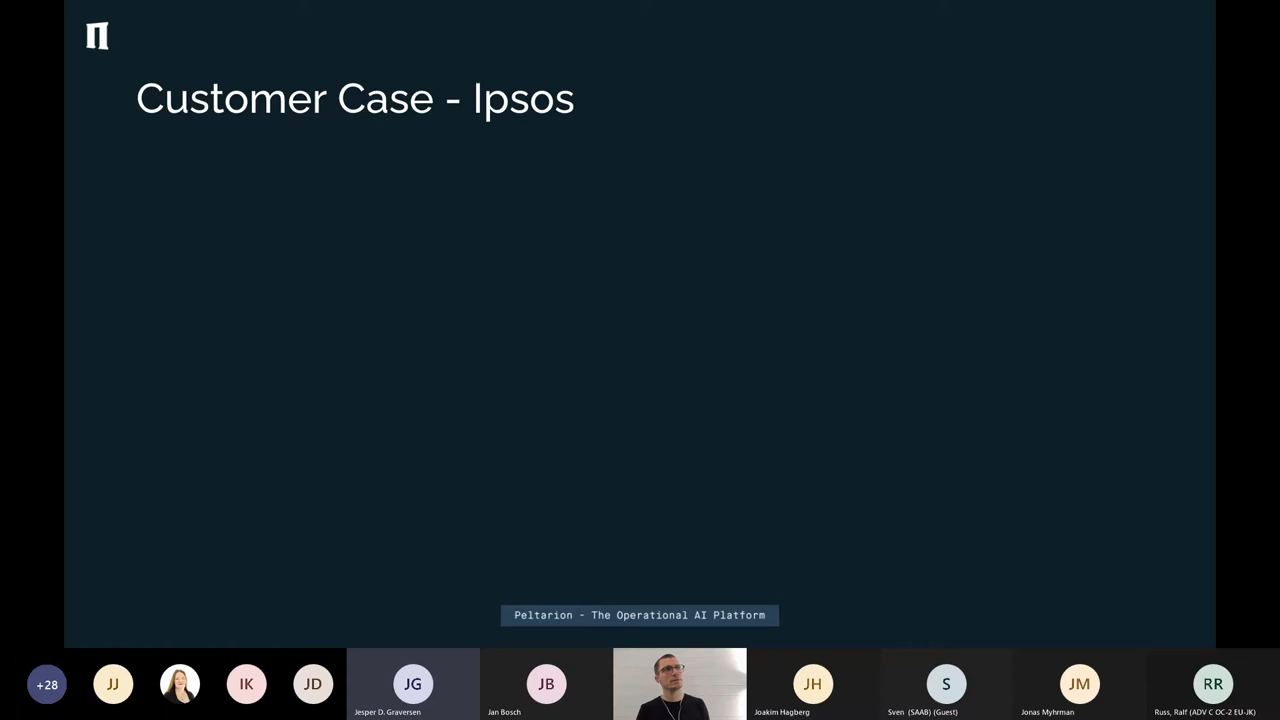 Customer Case - Ipsos
Peltarion - The Operational AI Platform
+28
JJ
IK
JD
JG
JB
JH
S
JM
RR
Jesper D. Graversen
Jan Bosch
Joakim Hagberg
Sven (SAAB) (Guest)
Jonas Myhrman
Russ, Ralf (ADV C OC-2 EU-JK)